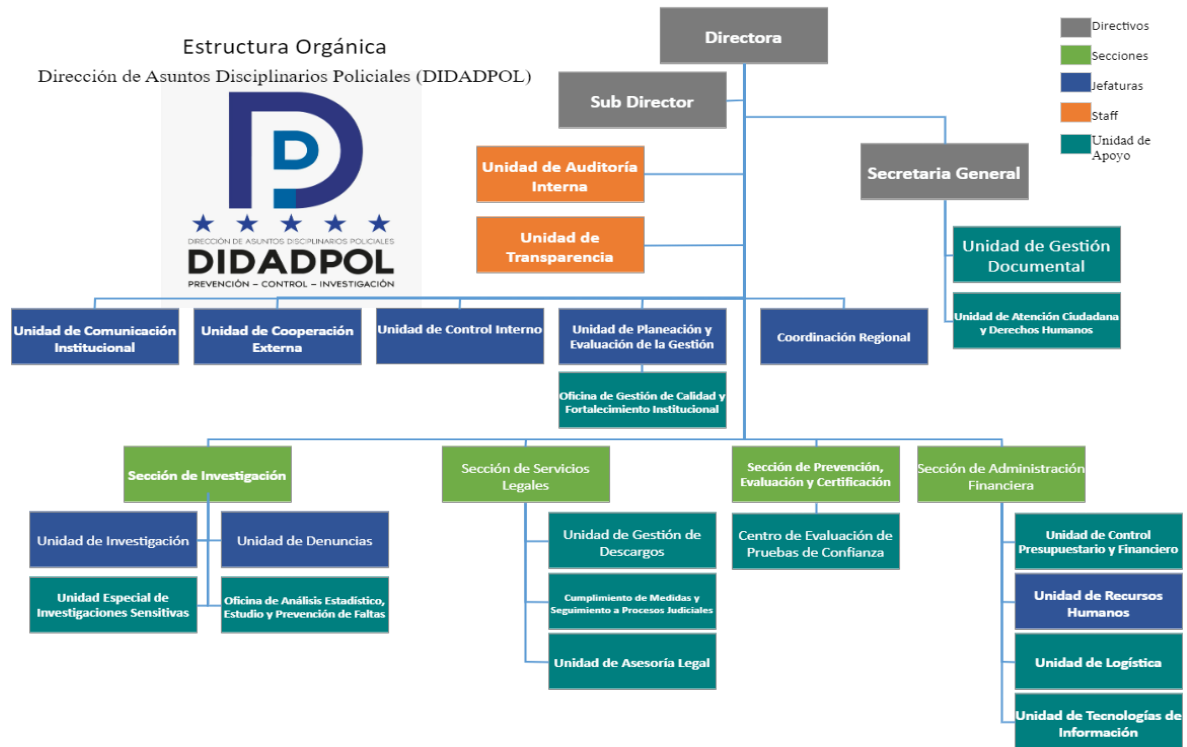 Estructura Orgánica
Dirección de Asuntos Disciplinarios Policiales (DIDADPOL)
DIRECCIÓN DE ASUNTOS DISCIPLINARIOS POLICIALES
DIDADPOL
PREVENCIÓN – CONTROL – INVESTIGACIÓN
Directora
Sub Director
Directivos
Secciones
Jefaturas
Staff
Unidad de
Apoyo
Unidad de Auditoría
Interna
Unidad de
Transparencia
Secretaria General
Unidad de Gestión
Documental
Unidad de Atención Ciudadana
y Derechos Humanos
Unidad de Comunicación
Institucional
Unidad de Cooperación
Externa
Unidad de Control Interno
Unidad de Planeación y
Evaluación de la Gestión
Coordinación Regional
Oficina de Gestión de Calidad y
Fortalecimiento Institucional
Sección de Investigación
Unidad de Investigación
Unidad de Denuncias
Unidad Especial de
Investigaciones Sensitivas
Oficina de Análisis Estadístico,
Estudio y Prevención de Faltas
Sección de Servicios
Legales
Unidad de Gestión de
Descargos
Cumplimiento de Medidas y
Seguimiento a Procesos Judiciales
Unidad de Asesoría Legal
Sección de Prevención,
Evaluación y Certificación
Centro de Evaluación de
Pruebas de Confianza
Sección de Administración
Financiera
Unidad de Control
Presupuestario y Financiero
Unidad de Recursos
Humanos
Unidad de Logística
Unidad de Tecnologías de
Información